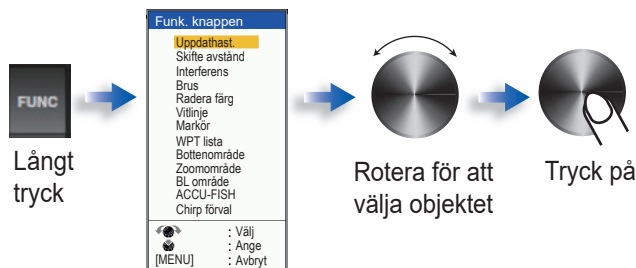 FUNC
Långt
tryck
Funk. knappen
Uppdathast.
Skifte avstånd
Interferens
Brus
Radera färg
Vitlinje
Markör
WPT lista
Bottenområde
Zoomområde
BL område
ACCU-FISH
Chirp förval
: Välj
: Ange
[MENU] : Avbryt
Rotera för att
välja objektet
Tryck på